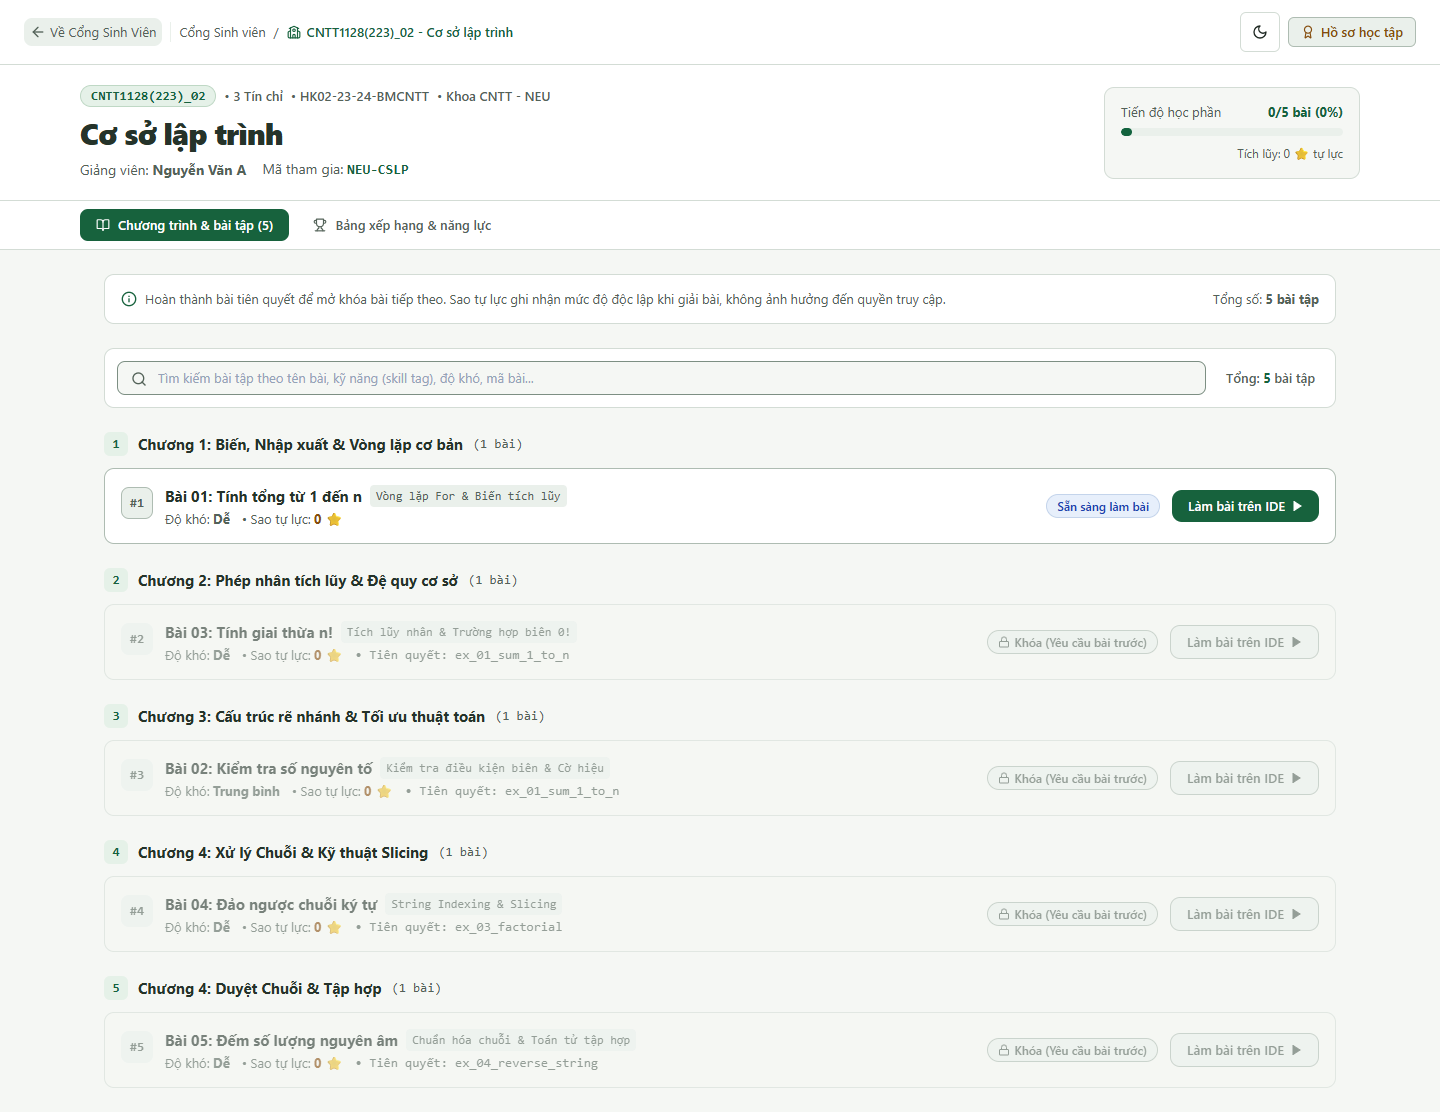 Về Cổng Sinh Viên
Cổng Sinh viên / CNTT1128(223)_02 - Cơ sở lập trình
Hồ sơ học tập
CNTT1128(223)_02 • 3 Tín chỉ • HK02-23-24-BMCNTT • Khoa CNTT - NEU
Cơ sở lập trình
Giảng viên: Nguyễn Văn A Mã tham gia: NEU-CSLP
Tiến độ học phần 0/5 bài (0%)
Tích lũy: 0 ⭐ tự lực
Chương trình & bài tập (5)
Bảng xếp hạng & năng lực
Hoàn thành bài tiên quyết để mở khóa bài tiếp theo. Sao tự lực ghi nhận mức độ độc lập khi giải bài, không ảnh hưởng đến quyền truy cập.
Tổng số: 5 bài tập
Tìm kiếm bài tập theo tên bài, kỹ năng (skill tag), độ khó, mã bài...
Tổng: 5 bài tập
1 Chương 1: Biến, Nhập xuất & Vòng lặp cơ bản (1 bài)
#1 Bài 01: Tính tổng từ 1 đến n Vòng lặp For & Biến tích lũy
Độ khó: Dễ • Sao tự lực: 0 ⭐
Sẵn sàng làm bài
Làm bài trên IDE ▶
2 Chương 2: Phép nhân tích lũy & Đệ quy cơ sở (1 bài)
#2 Bài 03: Tính giai thừa n! Tích lũy nhân & Trường hợp biên 0!
Độ khó: Dễ • Sao tự lực: 0 ⭐ • Tiên quyết: ex_01_sum_1_to_n
Khóa (Yêu cầu bài trước)
Làm bài trên IDE ▶
3 Chương 3: Cấu trúc rẽ nhánh & Tối ưu thuật toán (1 bài)
#3 Bài 02: Kiểm tra số nguyên tố Kiểm tra điều kiện biên & Cờ hiệu
Độ khó: Trung bình • Sao tự lực: 0 ⭐ • Tiên quyết: ex_01_sum_1_to_n
Khóa (Yêu cầu bài trước)
Làm bài trên IDE ▶
4 Chương 4: Xử lý Chuỗi & Kỹ thuật Slicing (1 bài)
#4 Bài 04: Đảo ngược chuỗi ký tự String Indexing & Slicing
Độ khó: Dễ • Sao tự lực: 0 ⭐ • Tiên quyết: ex_03_factorial
Khóa (Yêu cầu bài trước)
Làm bài trên IDE ▶
5 Chương 4: Duyệt Chuỗi & Tập hợp (1 bài)
#5 Bài 05: Đếm số lượng nguyên âm Chuẩn hóa chuỗi & Toán tử tập hợp
Độ khó: Dễ • Sao tự lực: 0 ⭐ • Tiên quyết: ex_04_reverse_string
Khóa (Yêu cầu bài trước)
Làm bài trên IDE ▶